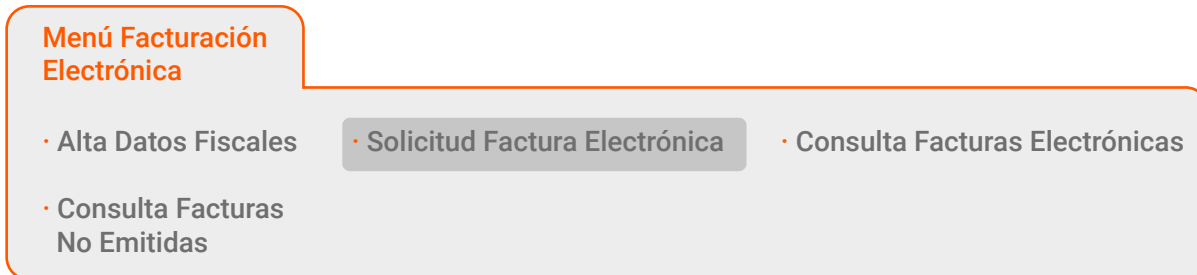 Menú Facturación
Electrónica
· Alta Datos Fiscales
· Solicitud Factura Electrónica
· Consulta Facturas Electrónicas
· Consulta Facturas
No Emitidas